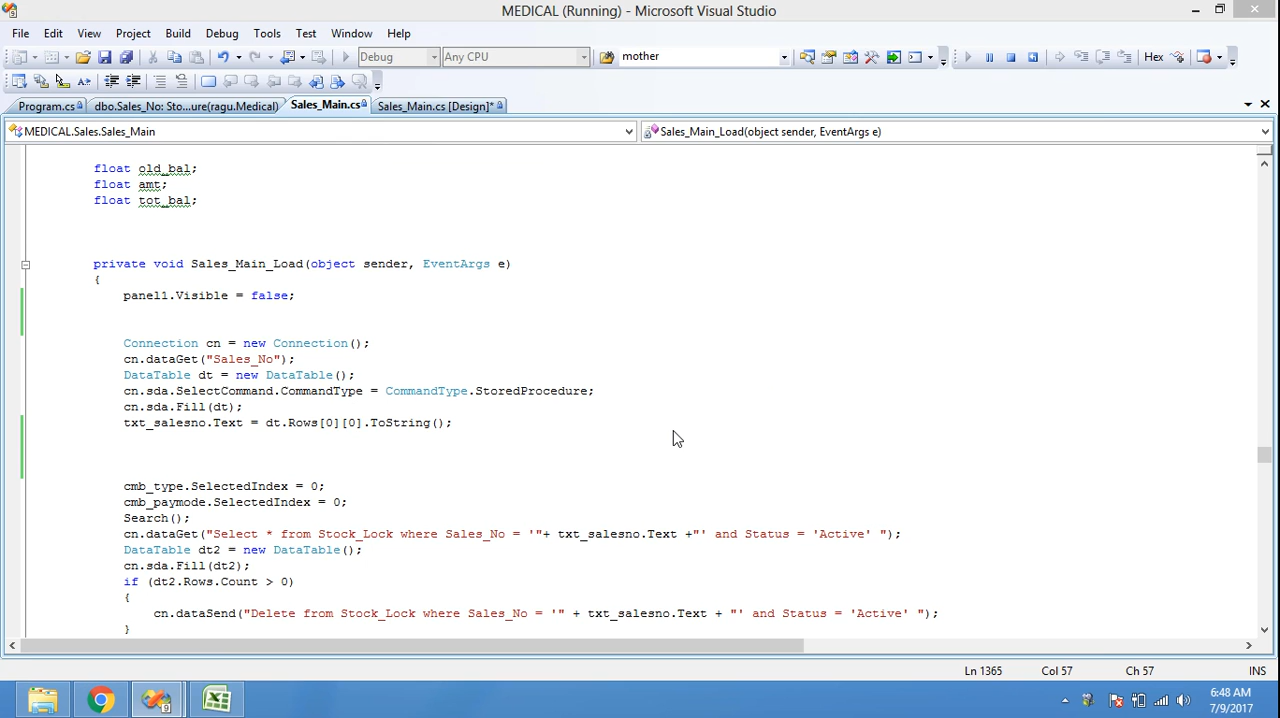 MEDICAL (Running) - Microsoft Visual Studio
File Edit View Project Build Debug Tools Test Window Help
Debug Any CPU mother Hex
Program.cs dbo.Sales_No: Sto...ure(ragu.Medical) Sales_Main.cs Sales_Main.cs [Design]*
MEDICAL.Sales.Sales_Main Sales_Main_Load(object sender, EventArgs e)
float old_bal;
float amt;
float tot_bal;
private void Sales_Main_Load(object sender, EventArgs e)
{
panel1.Visible = false;
Connection cn = new Connection();
cn.dataGet("Sales_No");
DataTable dt = new DataTable();
cn.sda.SelectCommand.CommandType = CommandType.StoredProcedure;
cn.sda.Fill(dt);
txt_salesno.Text = dt.Rows[0][0].ToString();
cmb_type.SelectedIndex = 0;
cmb_paymode.SelectedIndex = 0;
Search();
cn.dataGet("Select * from Stock_Lock where Sales_No = '"+ txt_salesno.Text +"' and Status = 'Active' ");
DataTable dt2 = new DataTable();
cn.sda.Fill(dt2);
if (dt2.Rows.Count > 0)
{
cn.dataSend("Delete from Stock_Lock where Sales_No = '" + txt_salesno.Text + "' and Status = 'Active' ");
}
Ln 1365 Col 57 Ch 57 INS
6:48 AM
7/9/2017